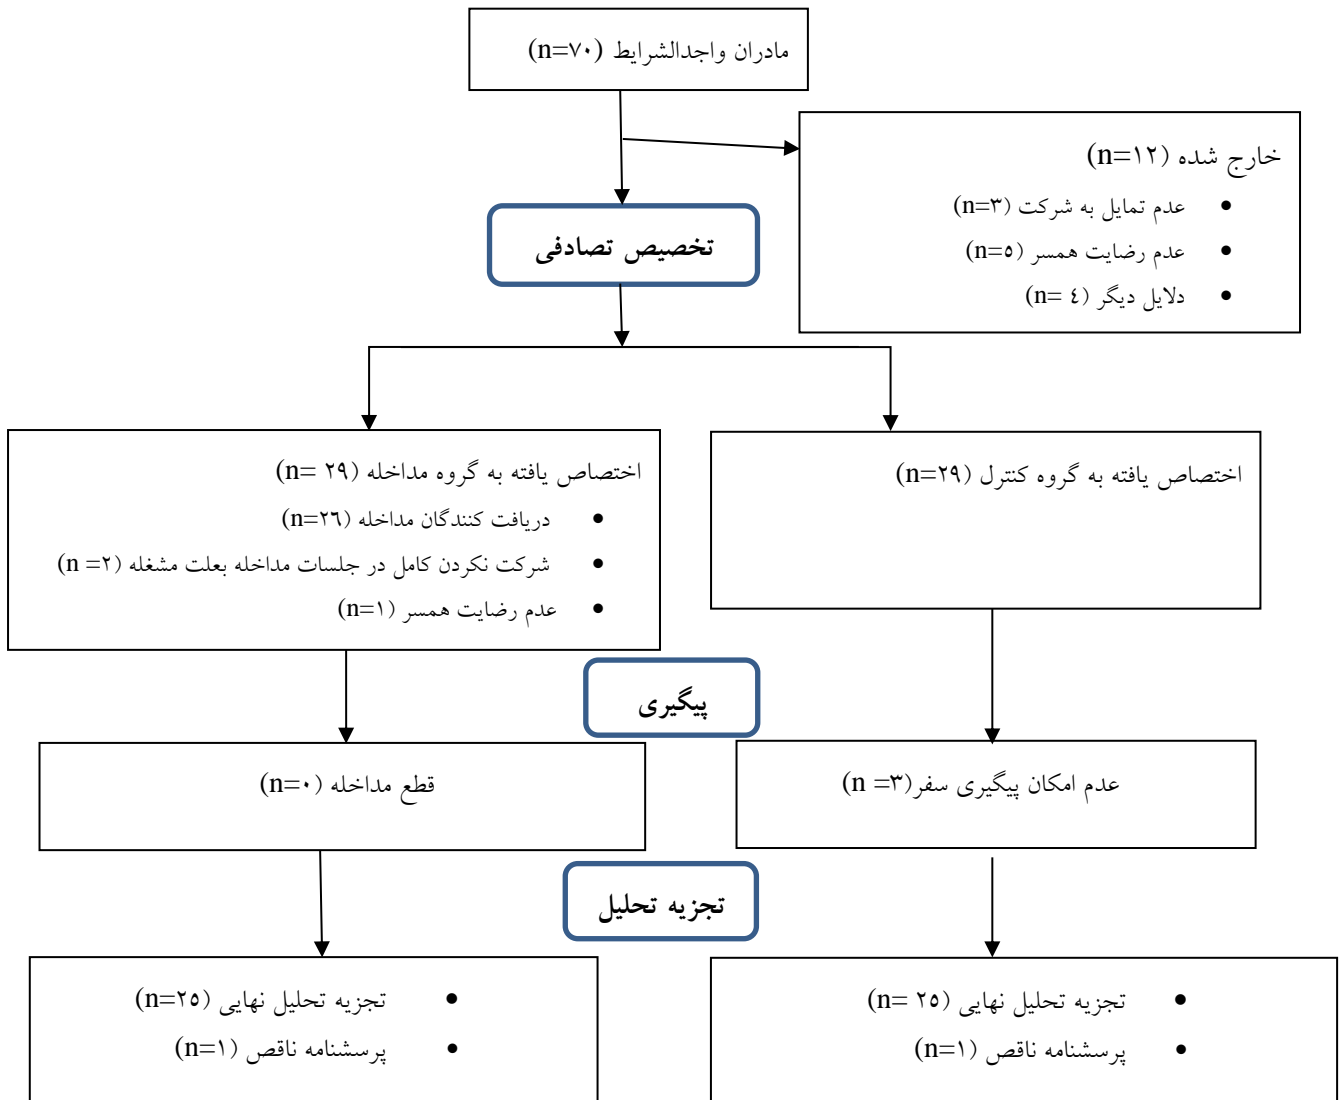 مادران واجدالشرایط (n=۷۰)
خارج شده (n=۱۲)
• عدم تمایل به شرکت (n=۳)
• عدم رضایت همسر (n=٥)
• دلایل دیگر (n= ٤)
تخصیص تصادفی
اختصاص یافته به گروه کنترل (n=۲۹)
اختصاص یافته به گروه مداخله (n= ۲۹)
• دریافت کنندگان مداخله (n=۲٦)
• شرکت نکردن کامل در جلسات مداخله بعلت مشغله (n =۲)
• عدم رضایت همسر (n=۱)
پیگیری
عدم امکان پیگیری سفر(n =۳)
قطع مداخله (n=۰)
تجزیه تحلیل
• تجزیه تحلیل نهایی (n= ۲٥)
• پرسشنامه ناقص (n=۱)
• تجزیه تحلیل نهایی (n=۲٥)
• پرسشنامه ناقص (n=۱)